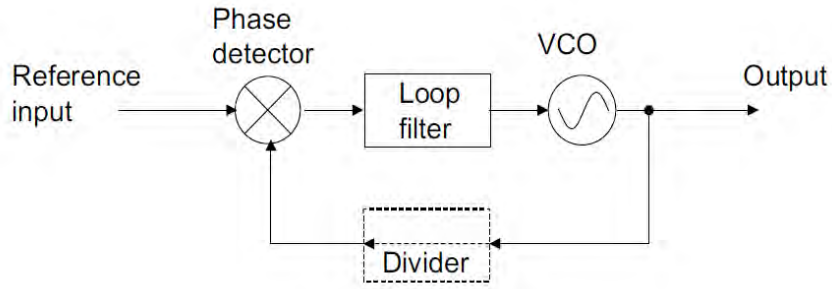 Phase
detector
VCO
Reference
input
Loop
filter
Output
Divider